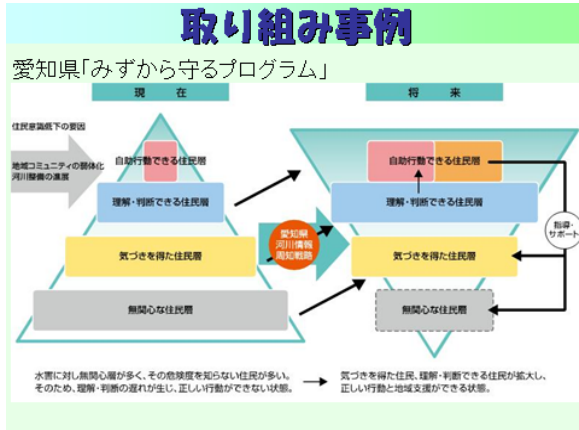 取り組み事例
愛知県「みずから守るプログラム」
現在
将来
住民意識低下の要因
地域コミュニティの弱体化
河川整備の進展
自助行動できる住民層
理解・判断できる住民層
気づきを得た住民層
無関心な住民層
愛知県
河川情報
周知戦略
自助行動できる住民層
理解・判断できる住民層
気づきを得た住民層
無関心な住民層
指導・
サポート
水害に対し無関心層が多く、その危険度を知らない住民が多い。
そのため、理解・判断の遅れが生じ、正しい行動ができない状態。
気づきを得た住民、理解・判断できる住民が拡大し、
正しい行動と地域支援ができる状態。